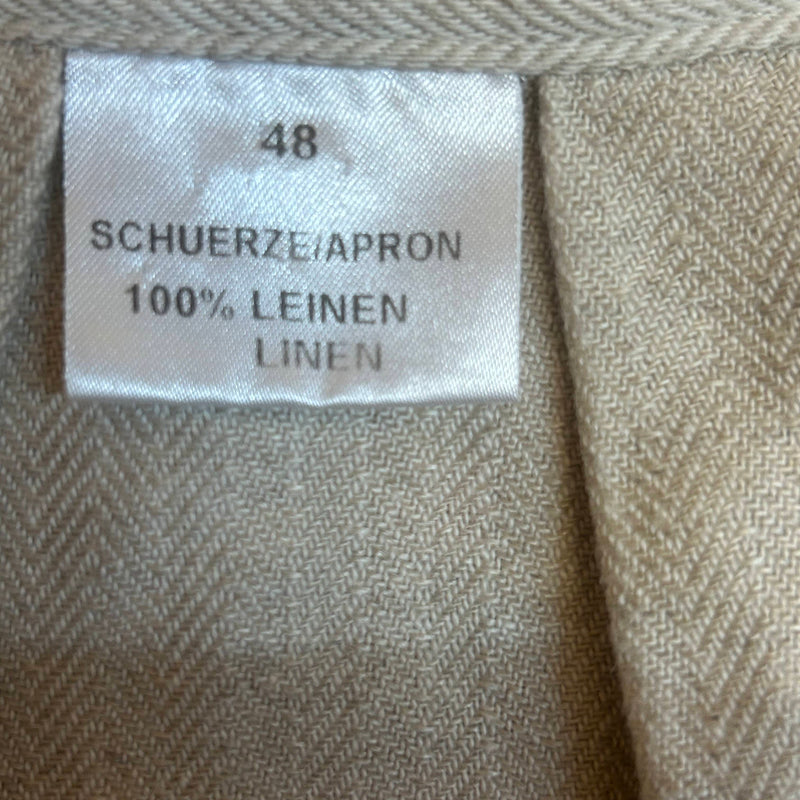 48
SCHUERZE/APRON
100% LEINEN
LINEN